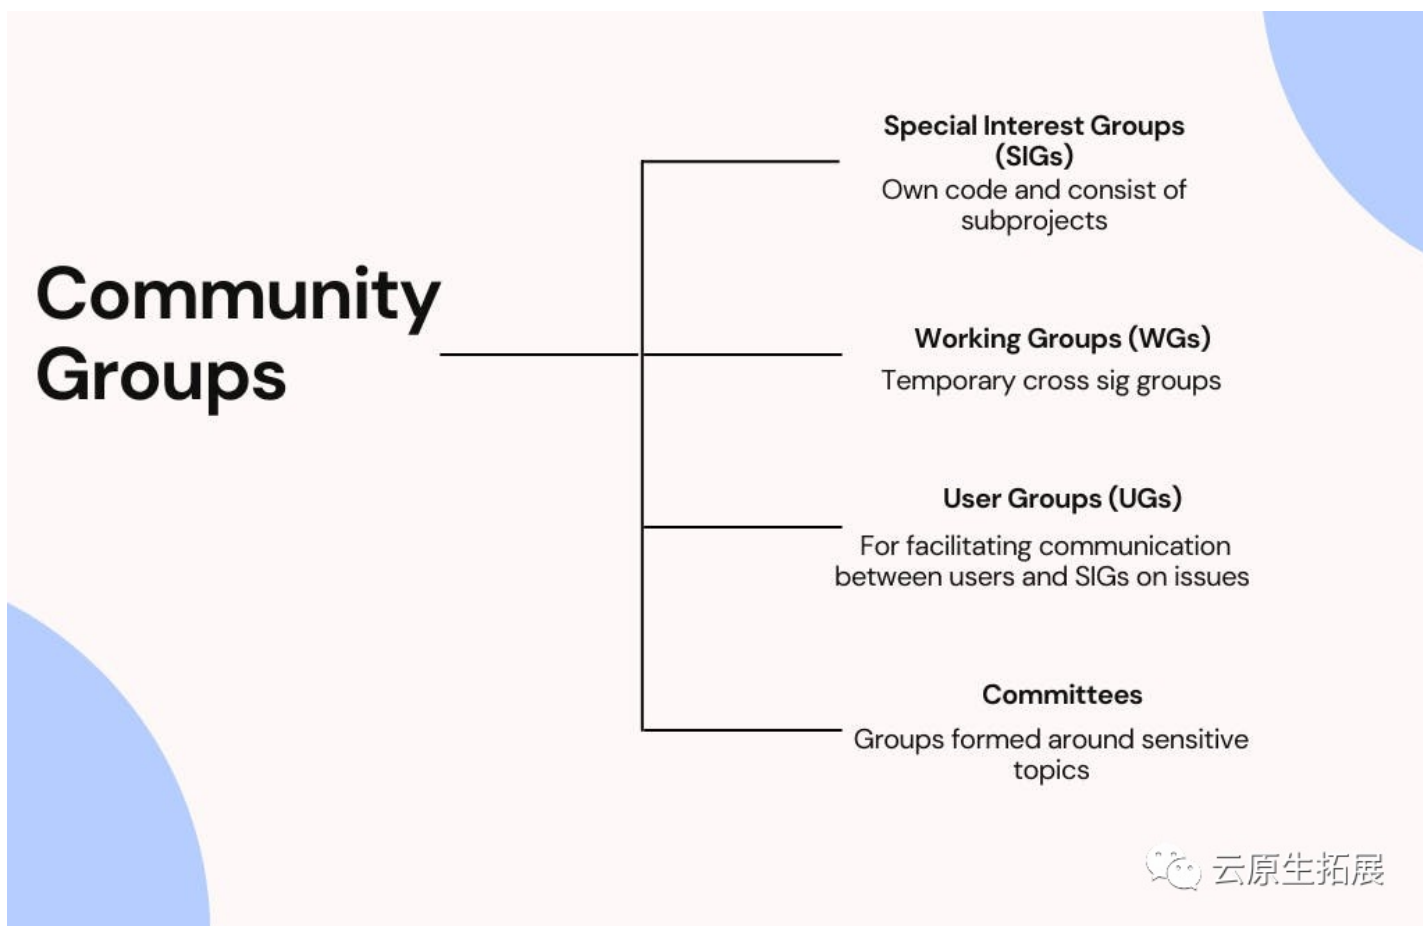 Community
Groups
Special Interest Groups
(SIGs)
Own code and consist of
subprojects
Working Groups (WGs)
Temporary cross sig groups
User Groups (UGs)
For facilitating communication
between users and SIGs on issues
Committees
Groups formed around sensitive
topics
云原生拓展